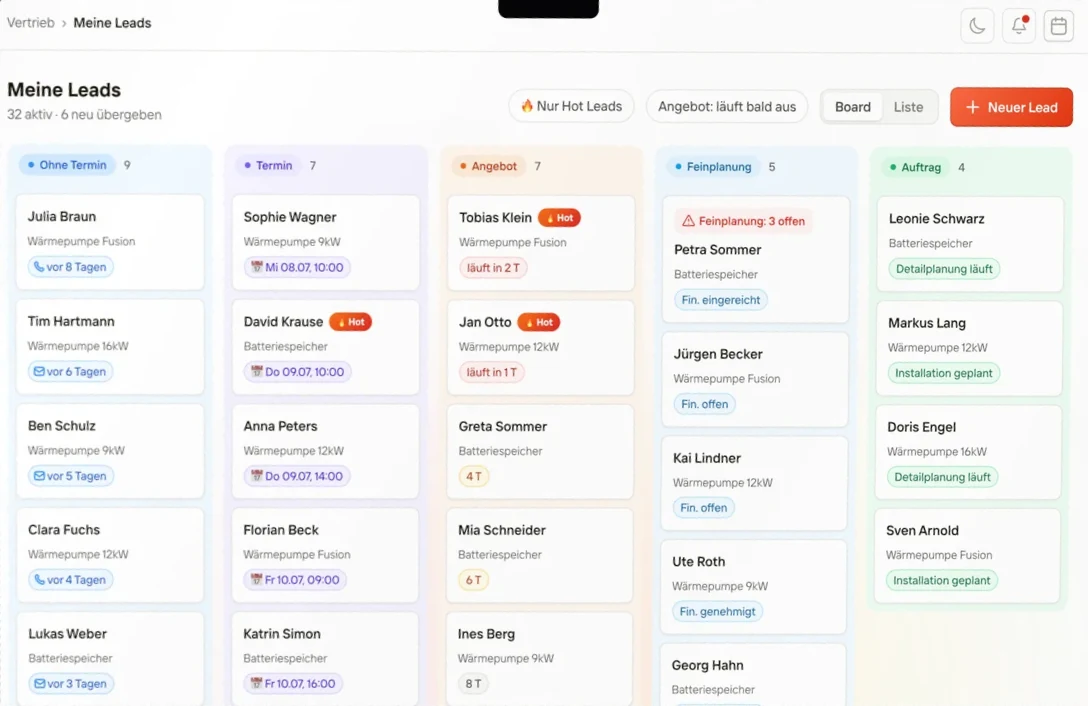 Vertrieb › Meine Leads
Meine Leads
32 aktiv · 6 neu übergeben
Nur Hot Leads
Angebot: läuft bald aus
Board
Liste
+ Neuer Lead
Ohne Termin 9
Julia Braun
Wärmepumpe Fusion
vor 8 Tagen
Tim Hartmann
Wärmepumpe 16kW
vor 6 Tagen
Ben Schulz
Wärmepumpe 9kW
vor 5 Tagen
Clara Fuchs
Wärmepumpe 12kW
vor 4 Tagen
Lukas Weber
Batteriespeicher
vor 3 Tagen
Termin 7
Sophie Wagner
Wärmepumpe 9kW
Mi 08.07, 10:00
David Krause Hot
Batteriespeicher
Do 09.07, 10:00
Anna Peters
Wärmepumpe 12kW
Do 09.07, 14:00
Florian Beck
Wärmepumpe Fusion
Fr 10.07, 09:00
Katrin Simon
Batteriespeicher
Fr 10.07, 16:00
Angebot 7
Tobias Klein Hot
Wärmepumpe Fusion
läuft in 2 T
Jan Otto Hot
Wärmepumpe 12kW
läuft in 1 T
Greta Sommer
Batteriespeicher
4 T
Mia Schneider
Batteriespeicher
6 T
Ines Berg
Wärmepumpe 9kW
8 T
Feinplanung 5
Feinplanung: 3 offen
Petra Sommer
Batteriespeicher
Fin. eingereicht
Jürgen Becker
Wärmepumpe Fusion
Fin. offen
Kai Lindner
Wärmepumpe 12kW
Fin. offen
Ute Roth
Wärmepumpe 9kW
Fin. genehmigt
Georg Hahn
Batteriespeicher
Auftrag 4
Leonie Schwarz
Batteriespeicher
Detailplanung läuft
Markus Lang
Wärmepumpe 12kW
Installation geplant
Doris Engel
Wärmepumpe 16kW
Detailplanung läuft
Sven Arnold
Wärmepumpe Fusion
Installation geplant